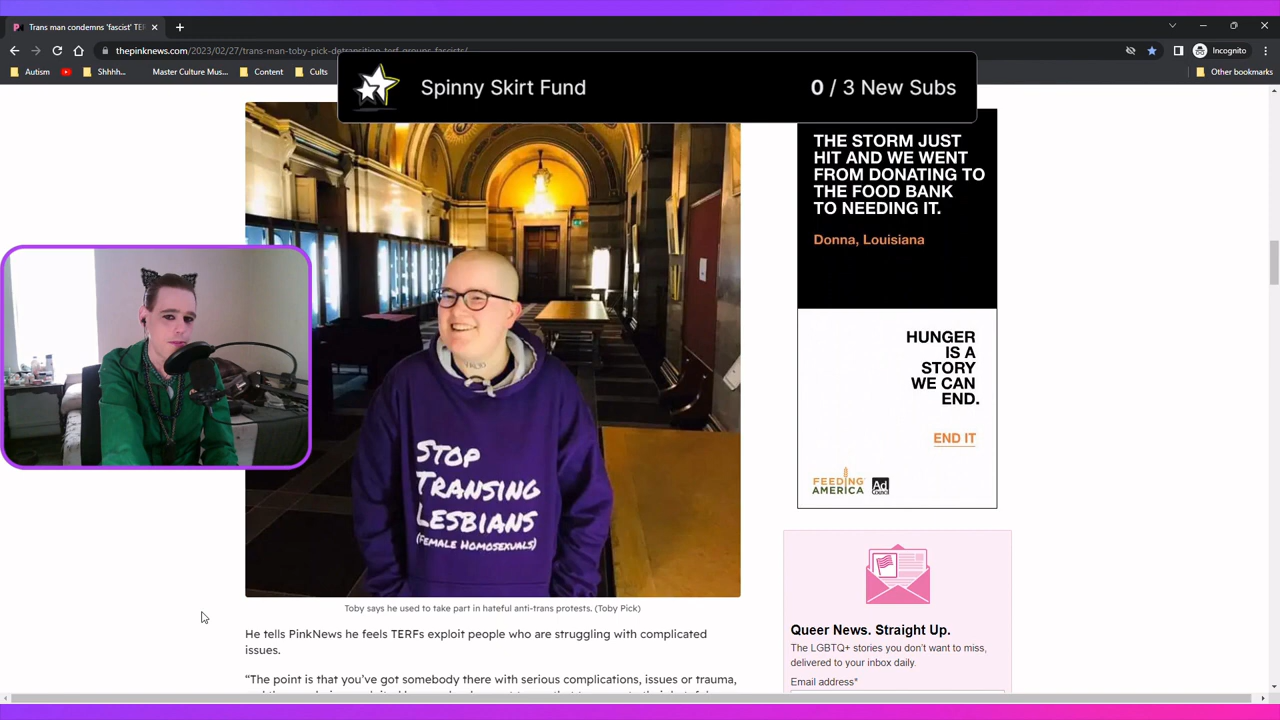 Trans man condemns 'fascist' TER
thepinknews.com/2023/02/27/trans-man-toby-pick-detransition-terf-groups-fascists/
Incognito
Autism
Shhhh...
Master Culture Mus...
Content
Cults
Other bookmarks
Spinny Skirt Fund
0 / 3 New Subs
THE STORM JUST
HIT AND WE WENT
FROM DONATING TO
THE FOOD BANK
TO NEEDING IT.
Donna, Louisiana
HUNGER
IS A
STORY
WE CAN
END.
END IT
FEEDING
AMERICA
Ad
Council
STOP
TRANSING
LESBIANS
(FEMALE HOMOSEXUALS)
Toby says he used to take part in hateful anti-trans protests. (Toby Pick)
He tells PinkNews he feels TERFs exploit people who are struggling with complicated
issues.
“The point is that you’ve got somebody there with serious complications, issues or trauma,
Queer News. Straight Up.
The LGBTQ+ stories you don’t want to miss,
delivered to your inbox daily.
Email address*